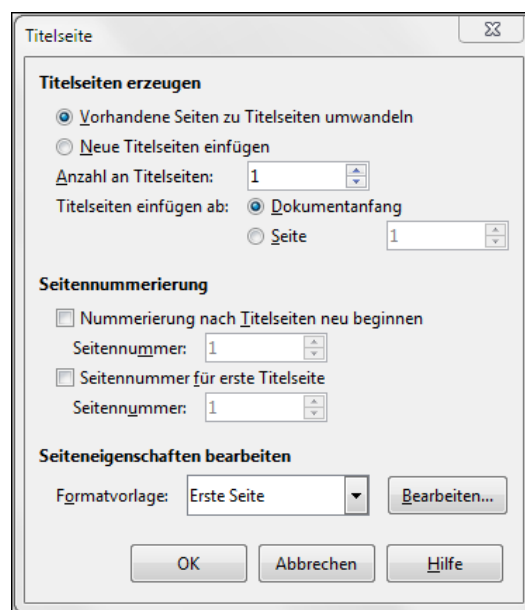 Titelseite
Titelseiten erzeugen
Vorhandene Seiten zu Titelseiten umwandeln
Neue Titelseiten einfügen
Anzahl an Titelseiten: 1
Titelseiten einfügen ab: Dokumentanfang
Seite 1
Seitennummerierung
Nummerierung nach Titelseiten neu beginnen
Seitennummer: 1
Seitennummer für erste Titelseite
Seitennummer: 1
Seiteneigenschaften bearbeiten
Formatvorlage: Erste Seite Bearbeiten...
OK Abbrechen Hilfe